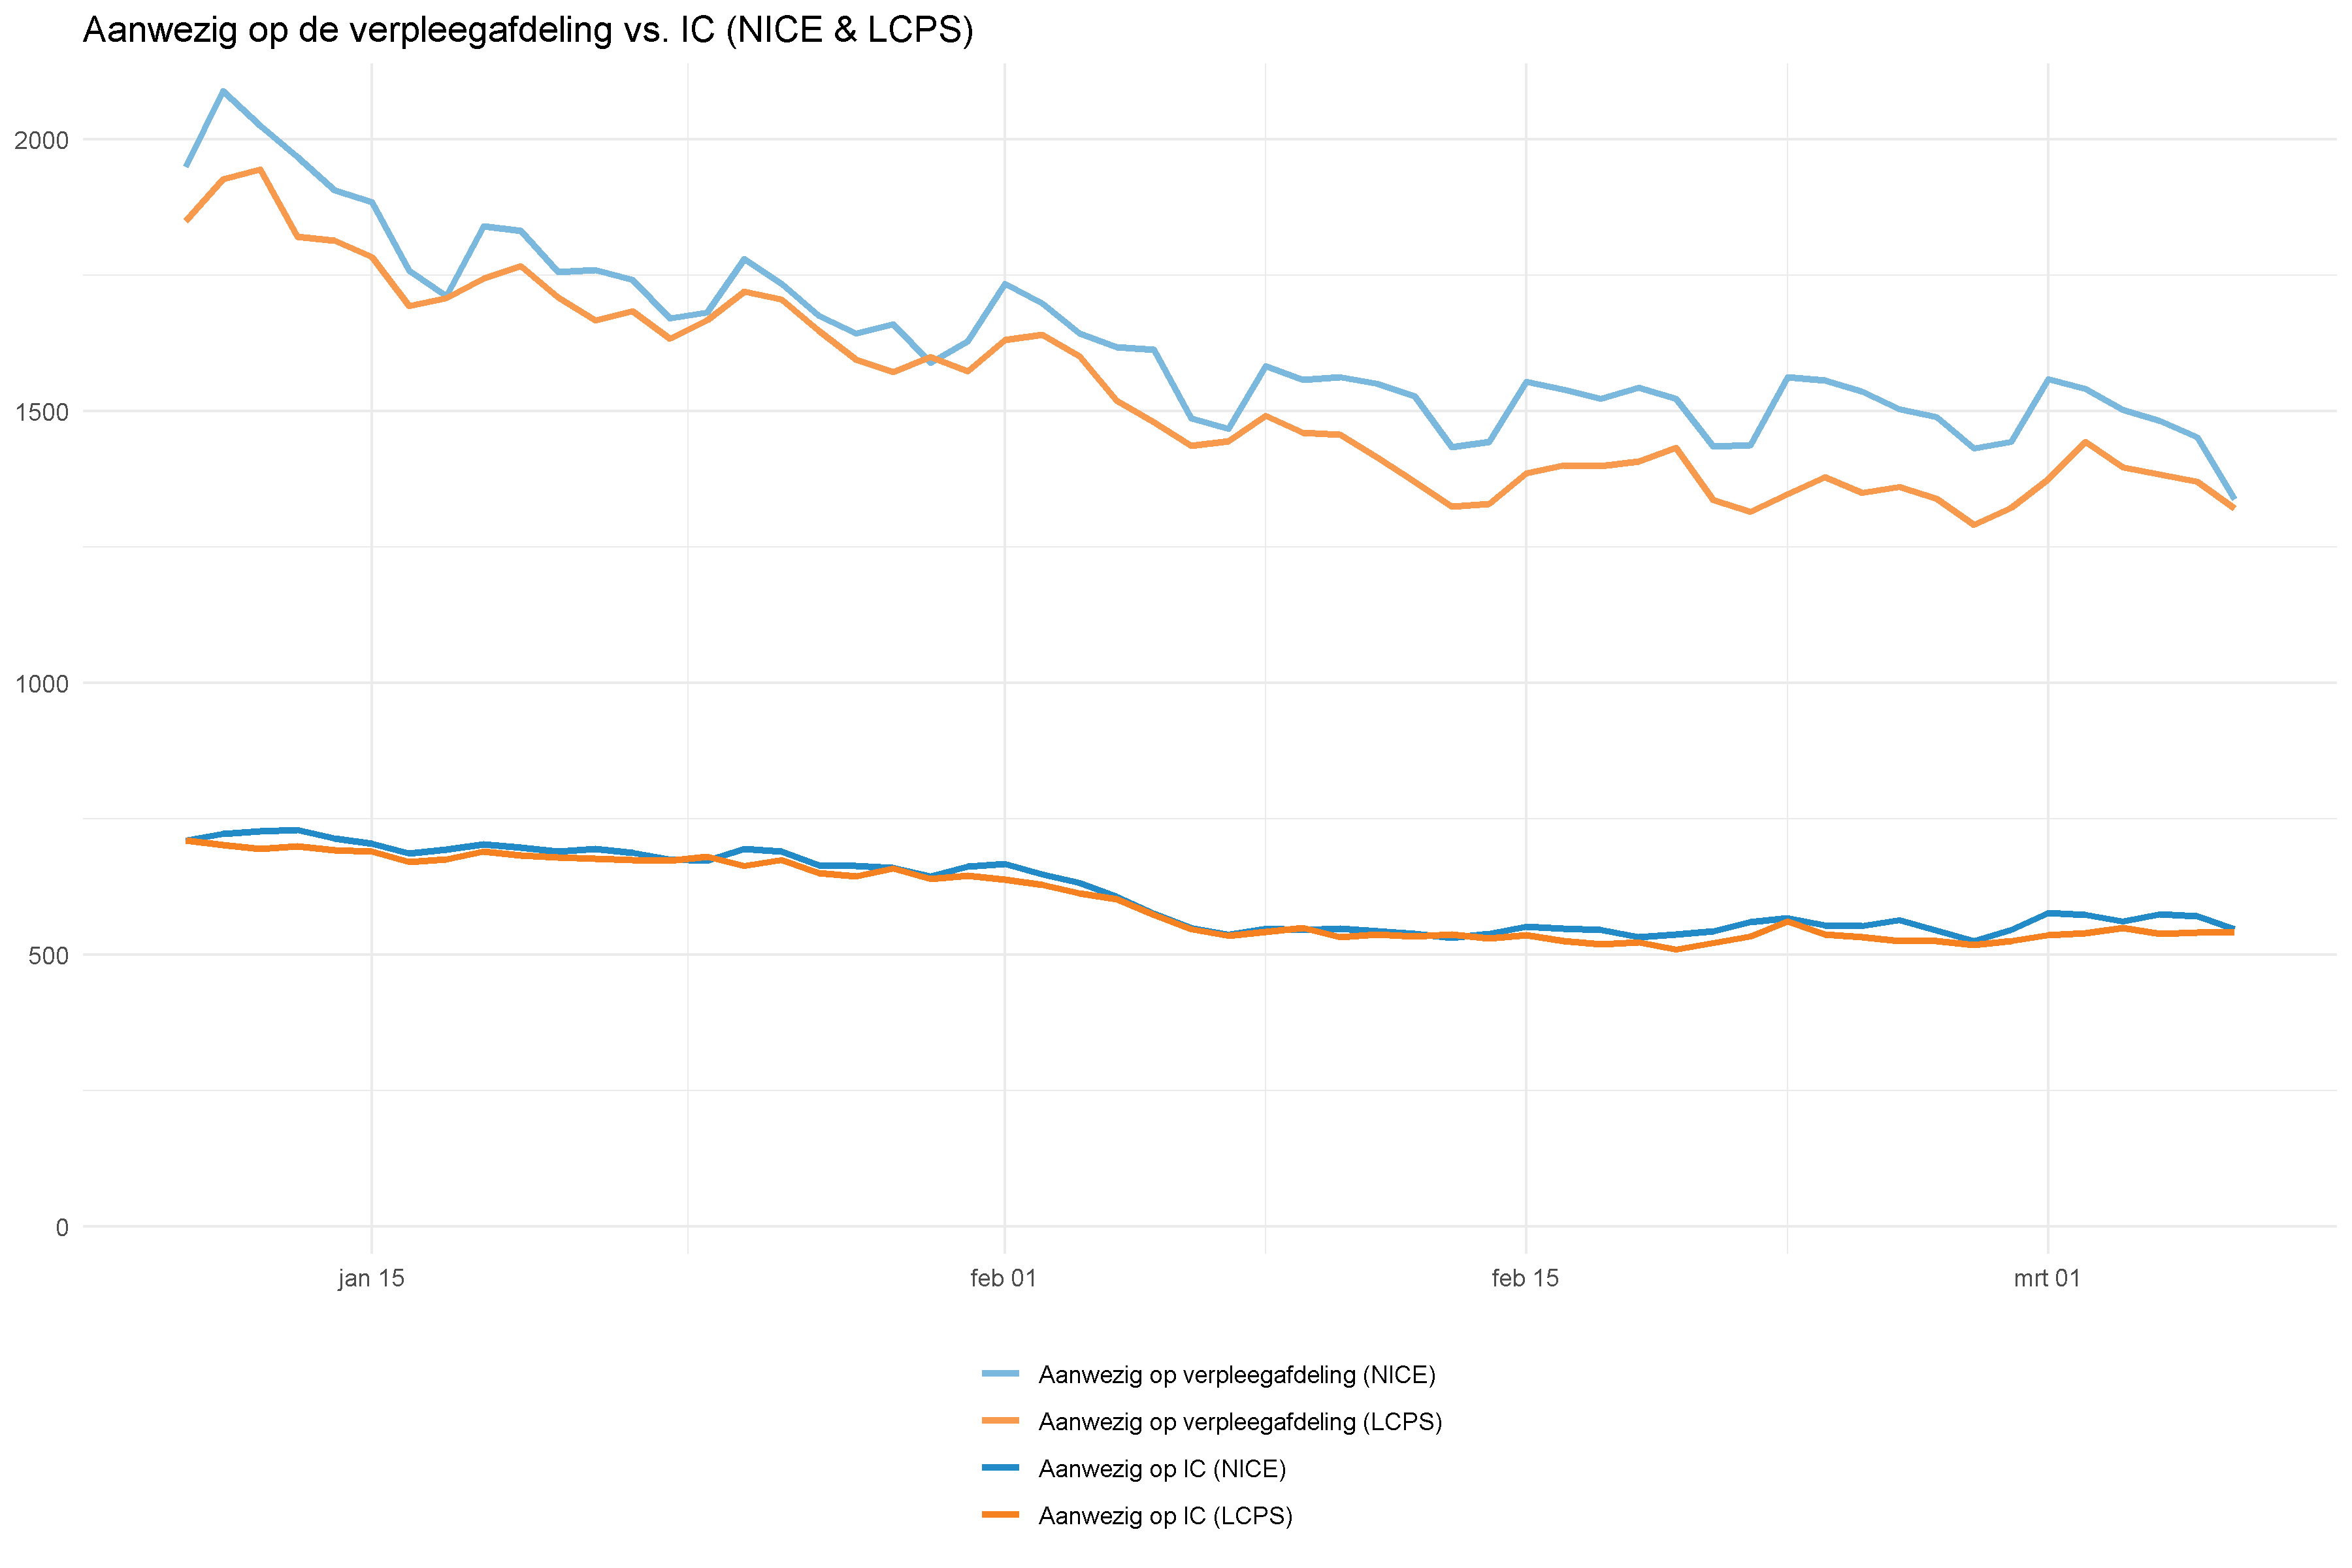 Aanwezig op de verpleegafdeling vs. IC (NICE & LCPS)
2000
1500
1000
500
0
jan 15
feb 01
feb 15
mrt 01
Aanwezig op verpleegafdeling (NICE)
Aanwezig op verpleegafdeling (LCPS)
Aanwezig op IC (NICE)
Aanwezig op IC (LCPS)